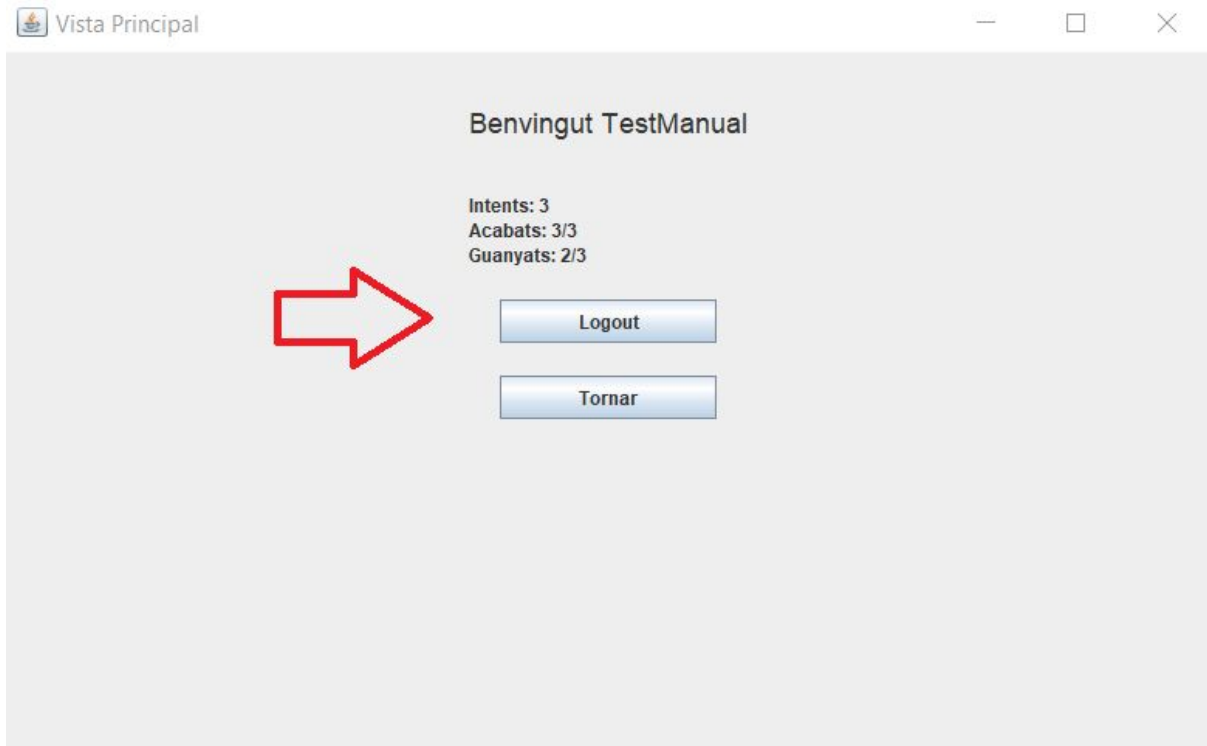 Vista Principal
Benvingut TestManual
Intents: 3
Acabats: 3/3
Guanyats: 2/3
Logout
Tornar